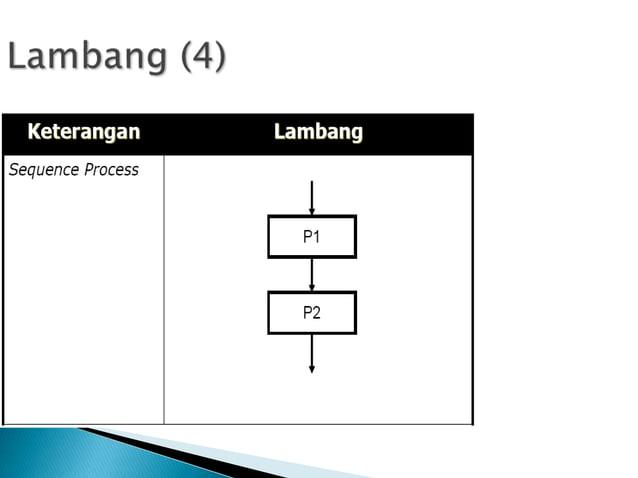 Lambang (4)
Keterangan
Lambang
Sequence Process
P1
P2